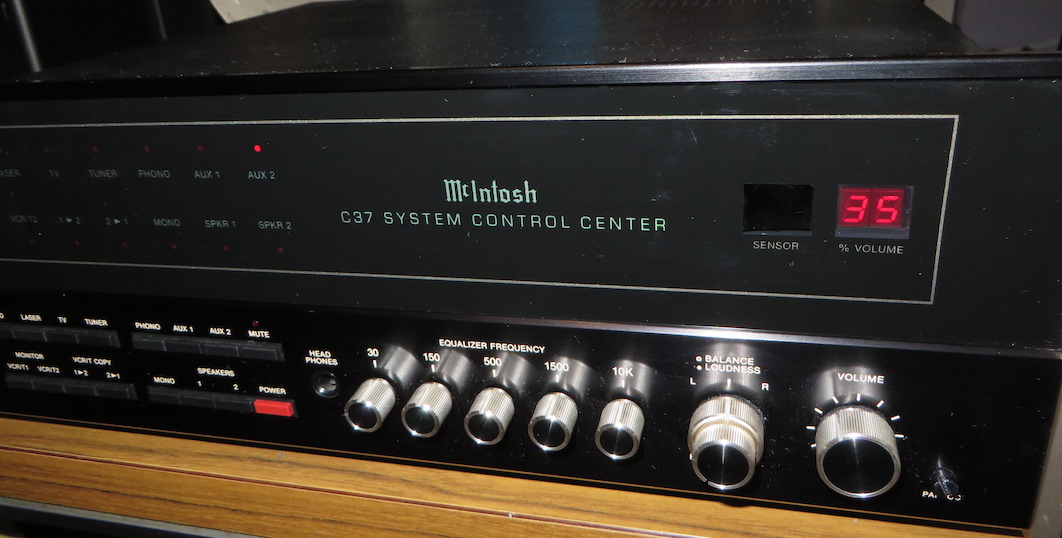 TV TUNER PHONO AUX 1 AUX 2
VCR/T2 1▶2 2▶1 MONO SPKR 1 SPKR 2
McIntosh
C37 SYSTEM CONTROL CENTER
SENSOR
35
% VOLUME
LASER TV TUNER PHONO AUX 1 AUX 2 MUTE
MONITOR VCR/T COPY
VCR/T1 VCR/T2 1▶2 2▶1
SPEAKERS
MONO 1 2 POWER
HEAD
PHONES
EQUALIZER FREQUENCY
30 150 500 1500 10K
BALANCE
LOUDNESS
L R
VOLUME